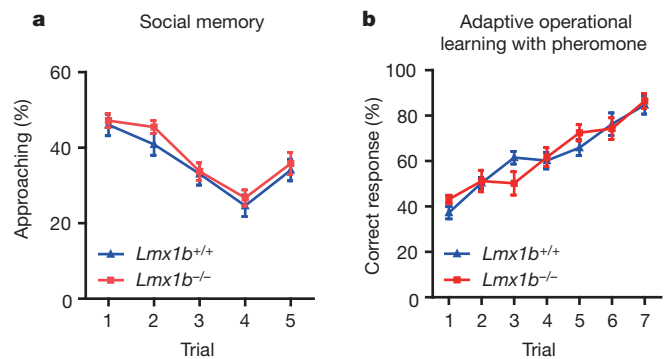 a
Social memory
Approaching (%)
60
40
20
0
Lmx1b+/+
Lmx1b–/–
1 2 3 4 5
Trial
b
Adaptive operational
learning with pheromone
Correct response (%)
100
80
60
40
20
0
Lmx1b+/+
Lmx1b–/–
1 2 3 4 5 6 7
Trial